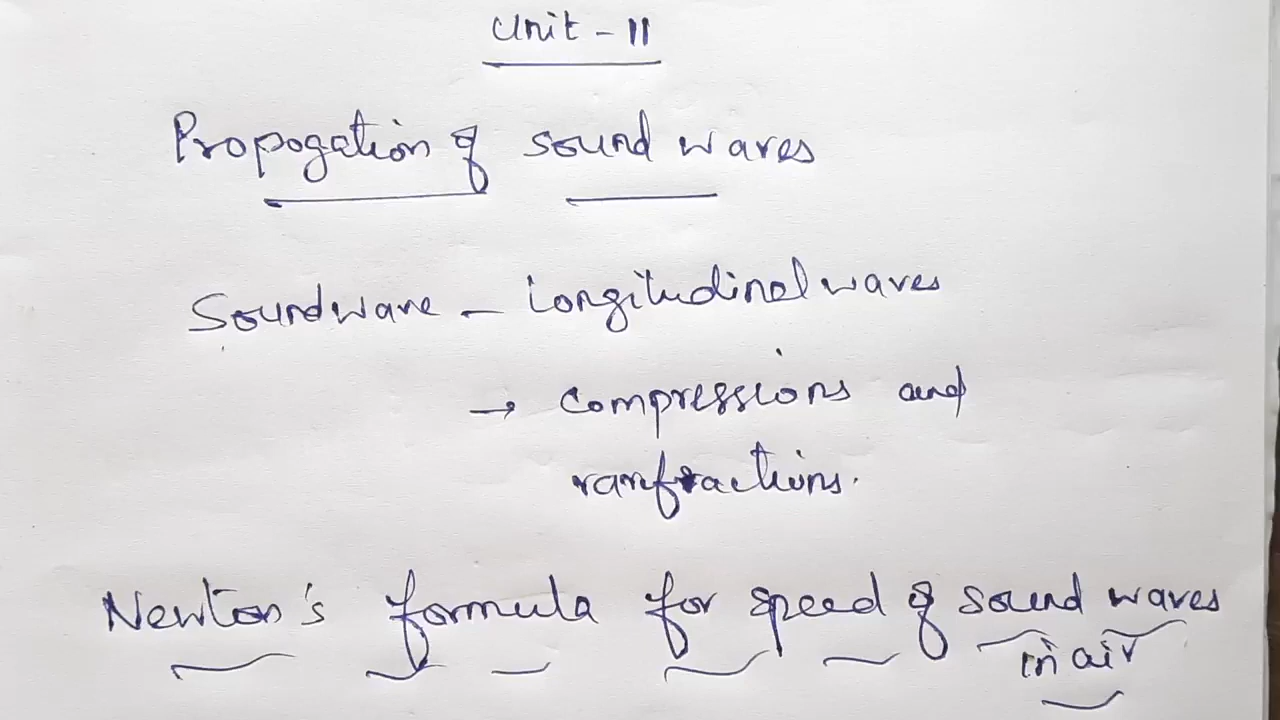 Unit - II
Propogation of sound waves
Soundwave - Longitudinal waves
→ compressions and
ranfractions.
Newton's formula for speed of sound waves
in air